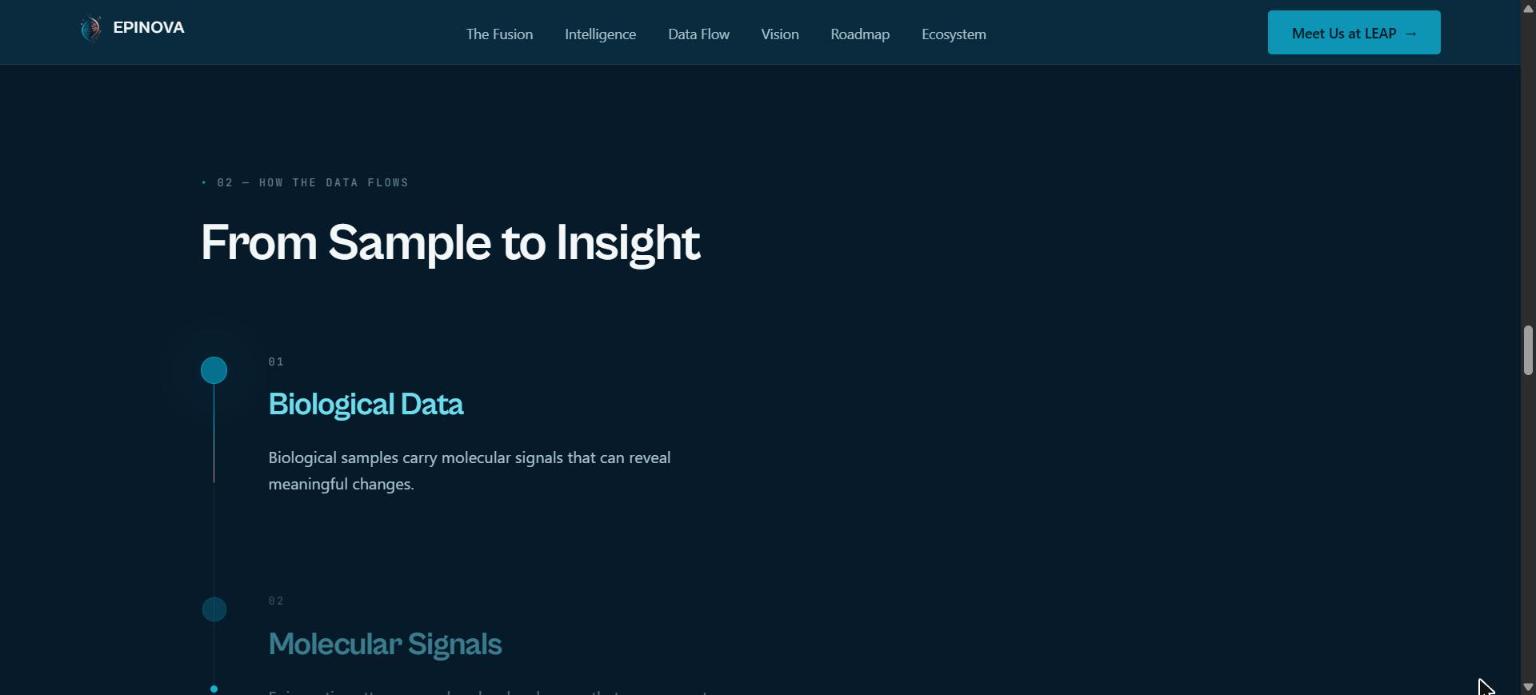 EPINOVA
The Fusion
Intelligence
Data Flow
Vision
Roadmap
Ecosystem
Meet Us at LEAP →
• 02 — HOW THE DATA FLOWS
From Sample to Insight
01
Biological Data
Biological samples carry molecular signals that can reveal
meaningful changes.
02
Molecular Signals